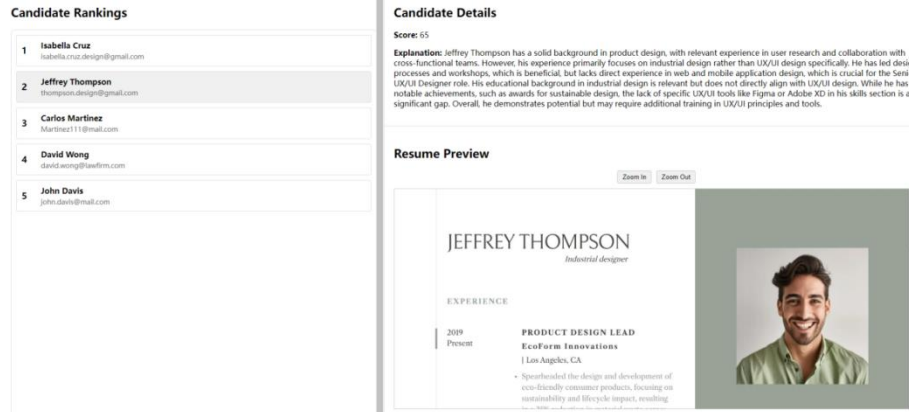 Candidate Rankings
1
Isabella Cruz
isabella.cruz.design@gmail.com
2
Jeffrey Thompson
thompson.design@gmail.com
3
Carlos Martinez
Martinez111@mail.com
4
David Wong
david.wong@lawfirm.com
5
John Davis
john.davis@mail.com
Candidate Details
Score: 65
Explanation: Jeffrey Thompson has a solid background in product design, with relevant experience in user research and collaboration with
cross-functional teams. However, his experience primarily focuses on industrial design rather than UX/UI design specifically. He has led desi
processes and workshops, which is beneficial, but lacks direct experience in web and mobile application design, which is crucial for the Seni
UX/UI Designer role. His educational background in industrial design is relevant but does not directly align with UX/UI design. While he has
notable achievements, such as awards for sustainable design, the lack of specific UX/UI tools like Figma or Adobe XD in his skills section is a
significant gap. Overall, he demonstrates potential but may require additional training in UX/UI principles and tools.
Resume Preview
Zoom In Zoom Out
JEFFREY THOMPSON
Industrial designer
EXPERIENCE
2019
Present
PRODUCT DESIGN LEAD
EcoForm Innovations
| Los Angeles, CA
• Spearheaded the design and development of
eco-friendly consumer products, focusing on
sustainability and lifecycle impact, resulting